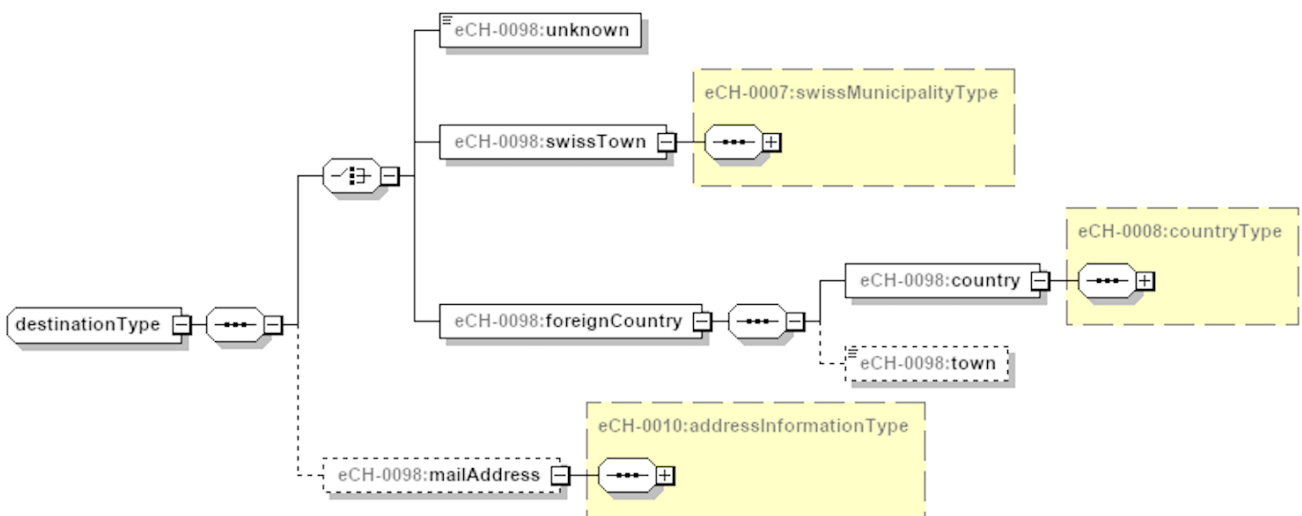 eCH-0098:unknown
eCH-0007:swissMunicipalityType
eCH-0098:swissTown
eCH-0008:countryType
eCH-0098:country
destinationType
eCH-0098:foreignCountry
eCH-0098:town
eCH-0010:addressInformationType
eCH-0098:mailAddress